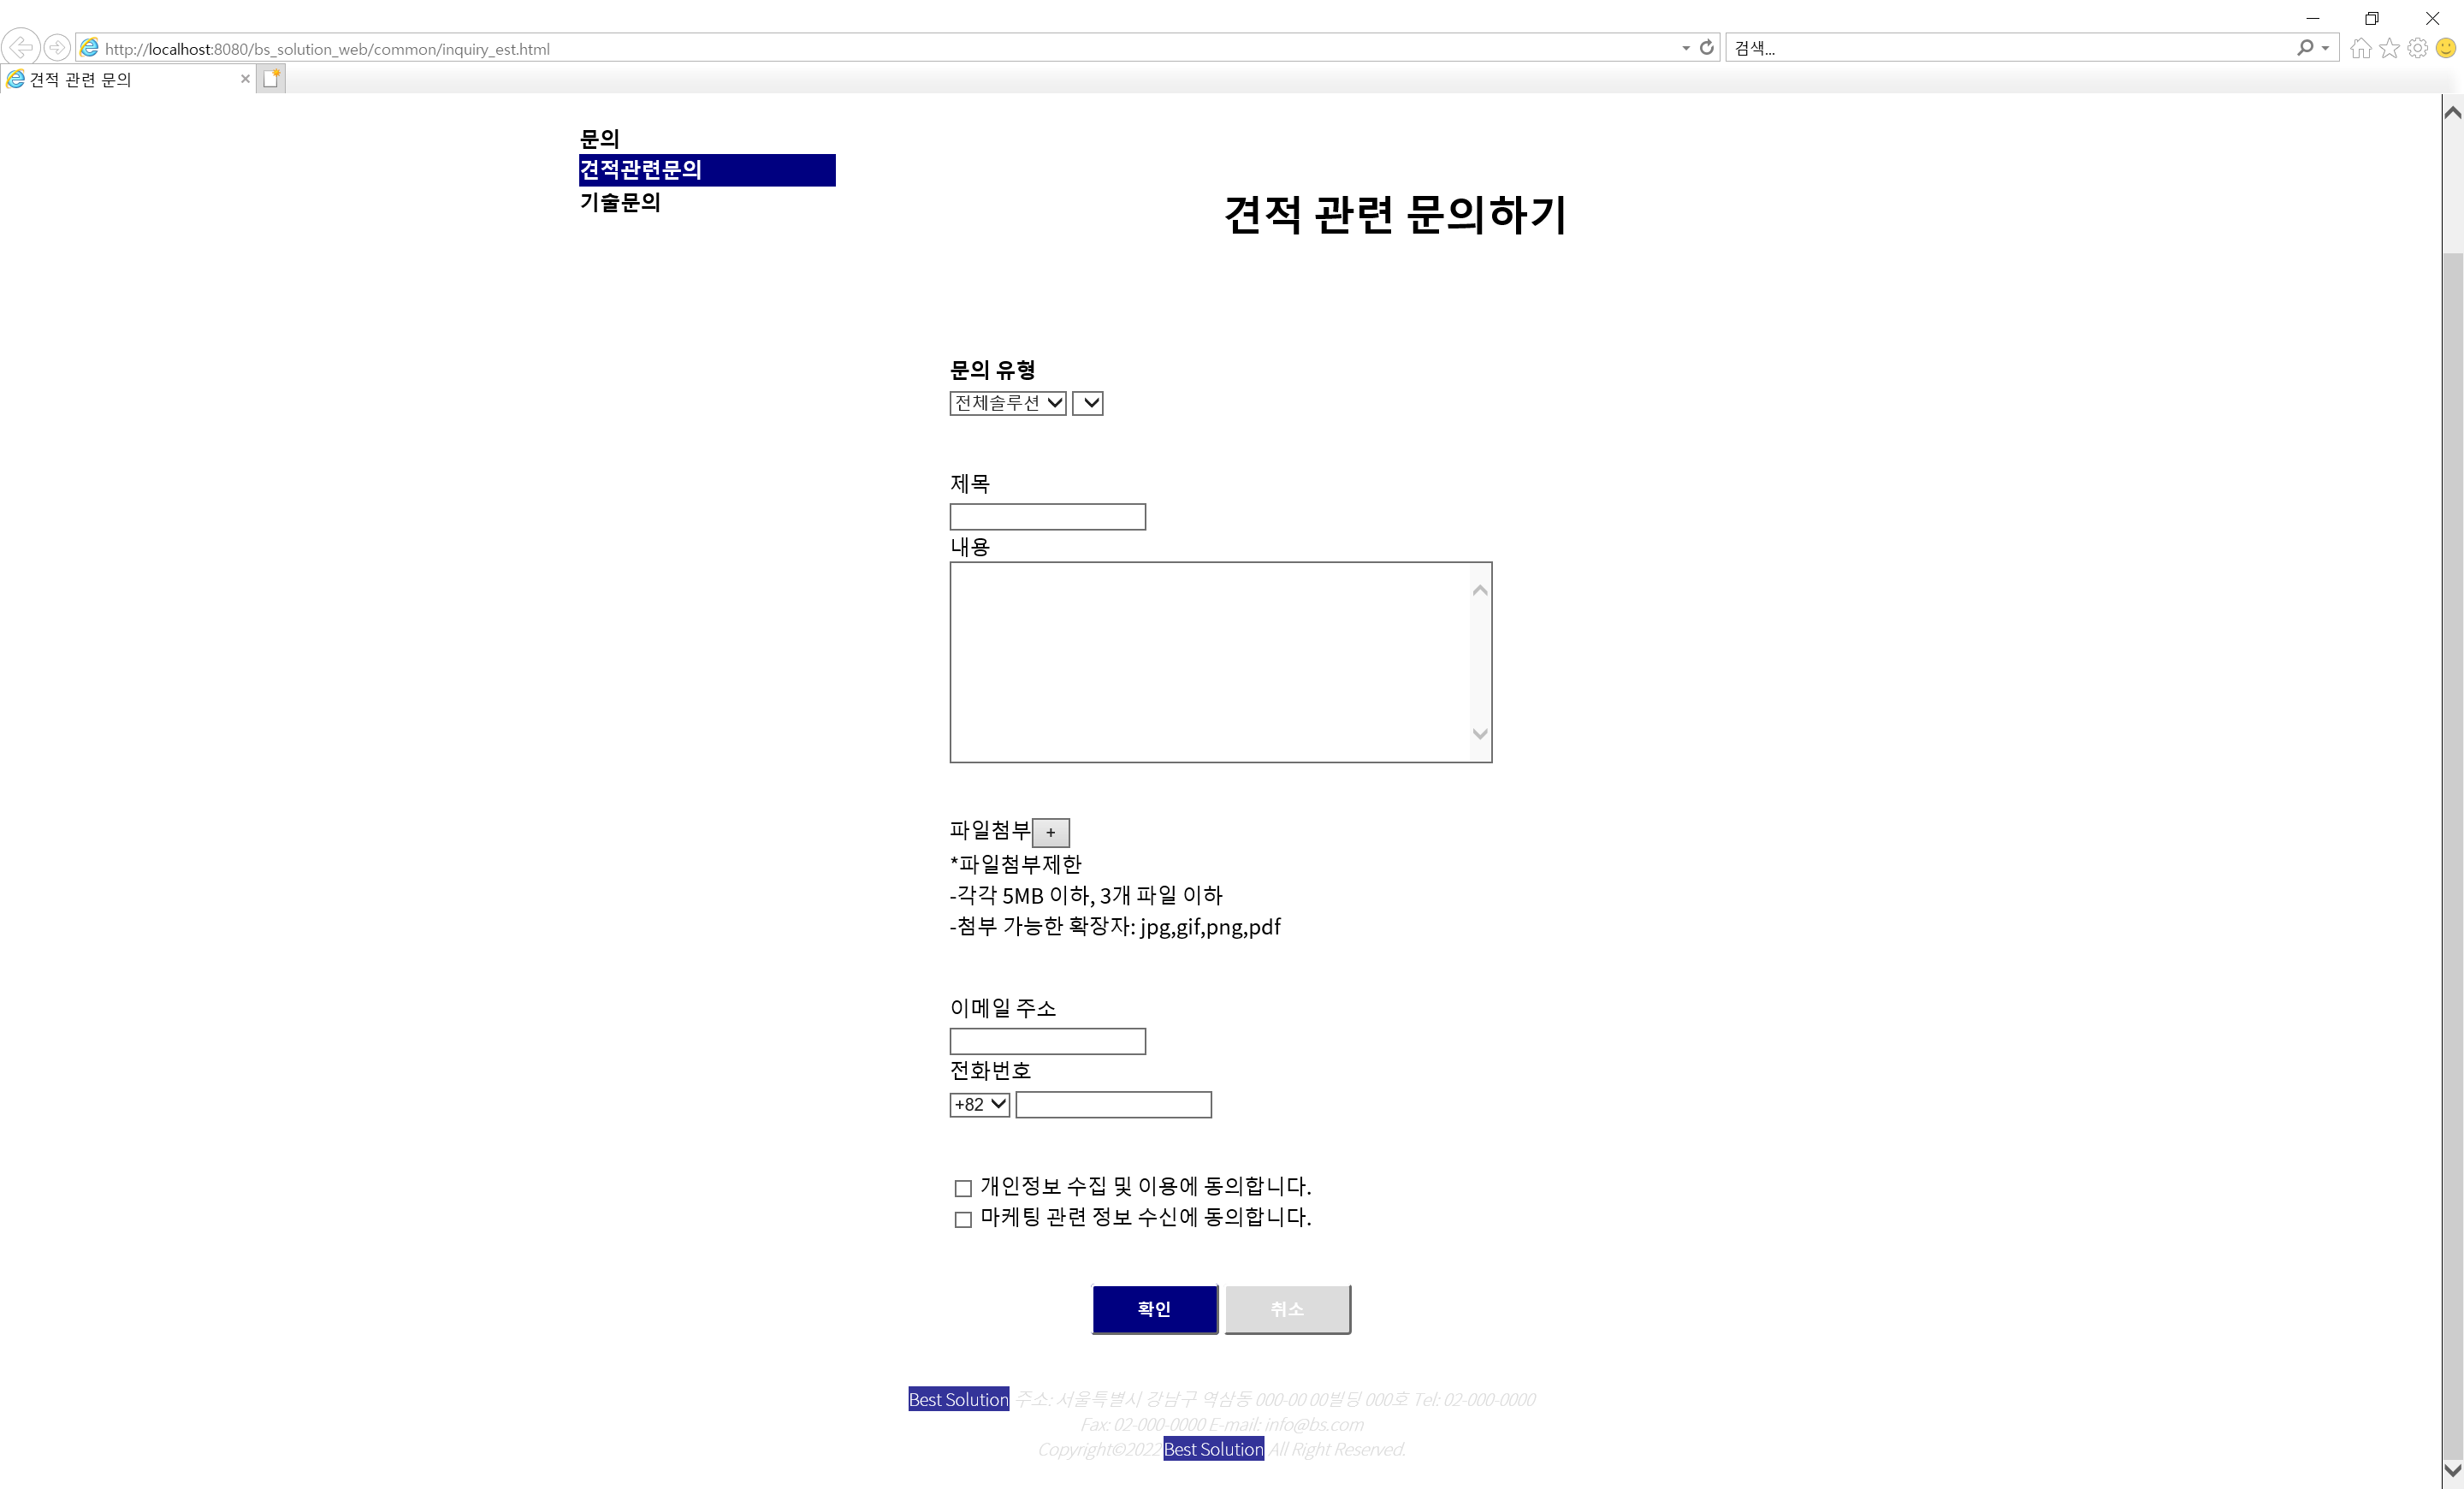 http://localhost:8080/bs_solution_web/common/inquiry_est.html
검색...
견적 관련 문의
문의
견적관련문의
기술문의
견적 관련 문의하기
문의 유형
전체솔루션
제목
내용
파일첨부 +
*파일첨부제한
-각각 5MB 이하, 3개 파일 이하
-첨부 가능한 확장자: jpg,gif,png,pdf
이메일 주소
전화번호
+82
개인정보 수집 및 이용에 동의합니다.
마케팅 관련 정보 수신에 동의합니다.
확인 취소
Best Solution 주소: 서울특별시 강남구 역삼동 000-00 00빌딩 000호 Tel: 02-000-0000
Fax: 02-000-0000 E-mail: info@bs.com
Copyright©2022 Best Solution All Right Reserved.